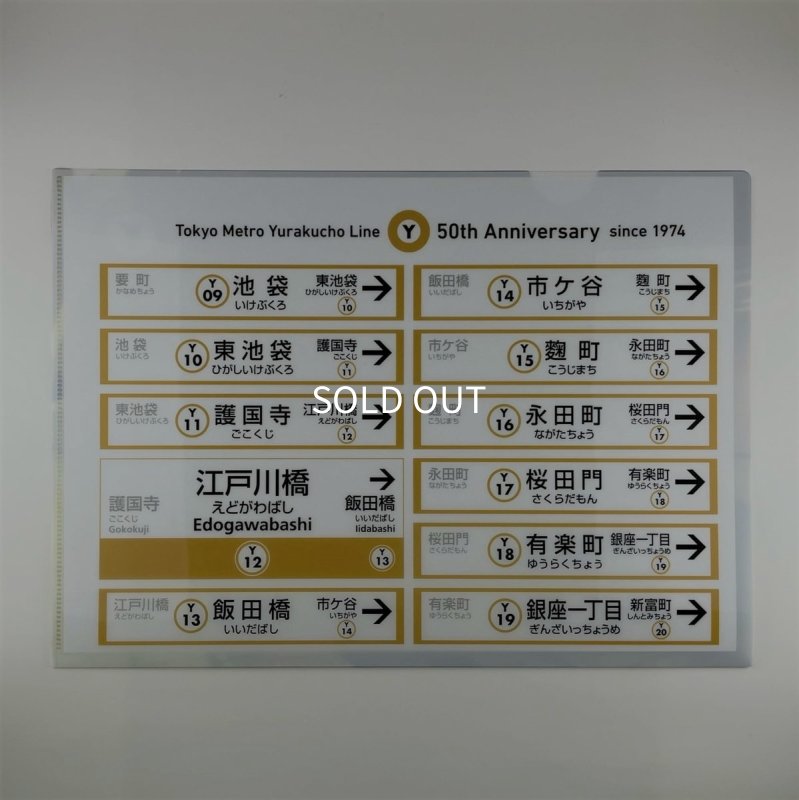 Tokyo Metro Yurakucho Line Y 50th Anniversary since 1974
要町
かなめちょう
Y 09
池袋
いけぶくろ
東池袋
ひがしいけぶくろ
Y 10
池袋
いけぶくろ
Y 10
東池袋
ひがしいけぶくろ
護国寺
ごこくじ
Y 11
東池袋
ひがしいけぶくろ
Y 11
護国寺
ごこくじ
江戸川橋
えどがわばし
Y 12
護国寺
ごこくじ
Gokokuji
江戸川橋
えどがわばし
Edogawabashi
飯田橋
いいだばし
Iidabashi
Y 12
Y 13
江戸川橋
えどがわばし
Y 13
飯田橋
いいだばし
市ケ谷
いちがや
Y 14
飯田橋
いいだばし
Y 14
市ケ谷
いちがや
麴町
こうじまち
Y 15
市ケ谷
いちがや
Y 15
麴町
こうじまち
永田町
ながたちょう
Y 16
町
こうじまち
Y 16
永田町
ながたちょう
桜田門
さくらだもん
Y 17
永田町
ながたちょう
Y 17
桜田門
さくらだもん
有楽町
ゆうらくちょう
Y 18
桜田門
さくらだもん
Y 18
有楽町
ゆうらくちょう
銀座一丁目
ぎんざいっちょうめ
Y 19
有楽町
ゆうらくちょう
Y 19
銀座一丁目
ぎんざいっちょうめ
新富町
しんとみちょう
Y 20
SOLD OUT